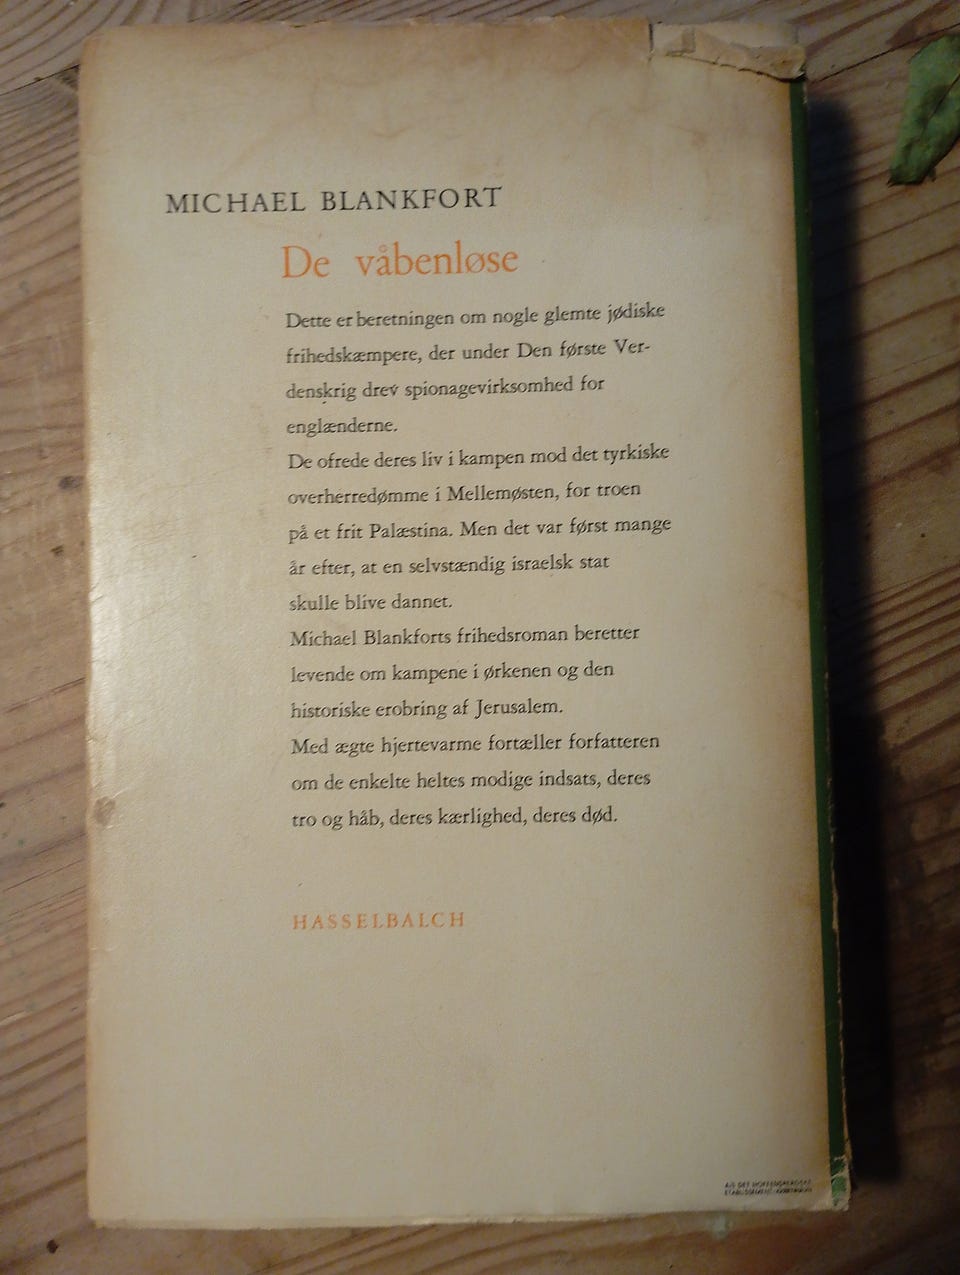 MICHAEL BLANKFORT
De våbenløse
Dette er beretningen om nogle glemte jødiske
frihedskæmpere, der under Den første Ver-
denskrig drev spionagevirksomhed for
englænderne.
De ofrede deres liv i kampen mod det tyrkiske
overherredømme i Mellemøsten, for troen
på et frit Palæstina. Men det var først mange
år efter, at en selvstændig israelsk stat
skulle blive dannet.
Michael Blankforts frihedsroman beretter
levende om kampene i ørkenen og den
historiske erobring af Jerusalem.
Med ægte hjertevarme fortæller forfatteren
om de enkelte heltes modige indsats, deres
tro og håb, deres kærlighed, deres død.
HASSELBALCH
A/S DET